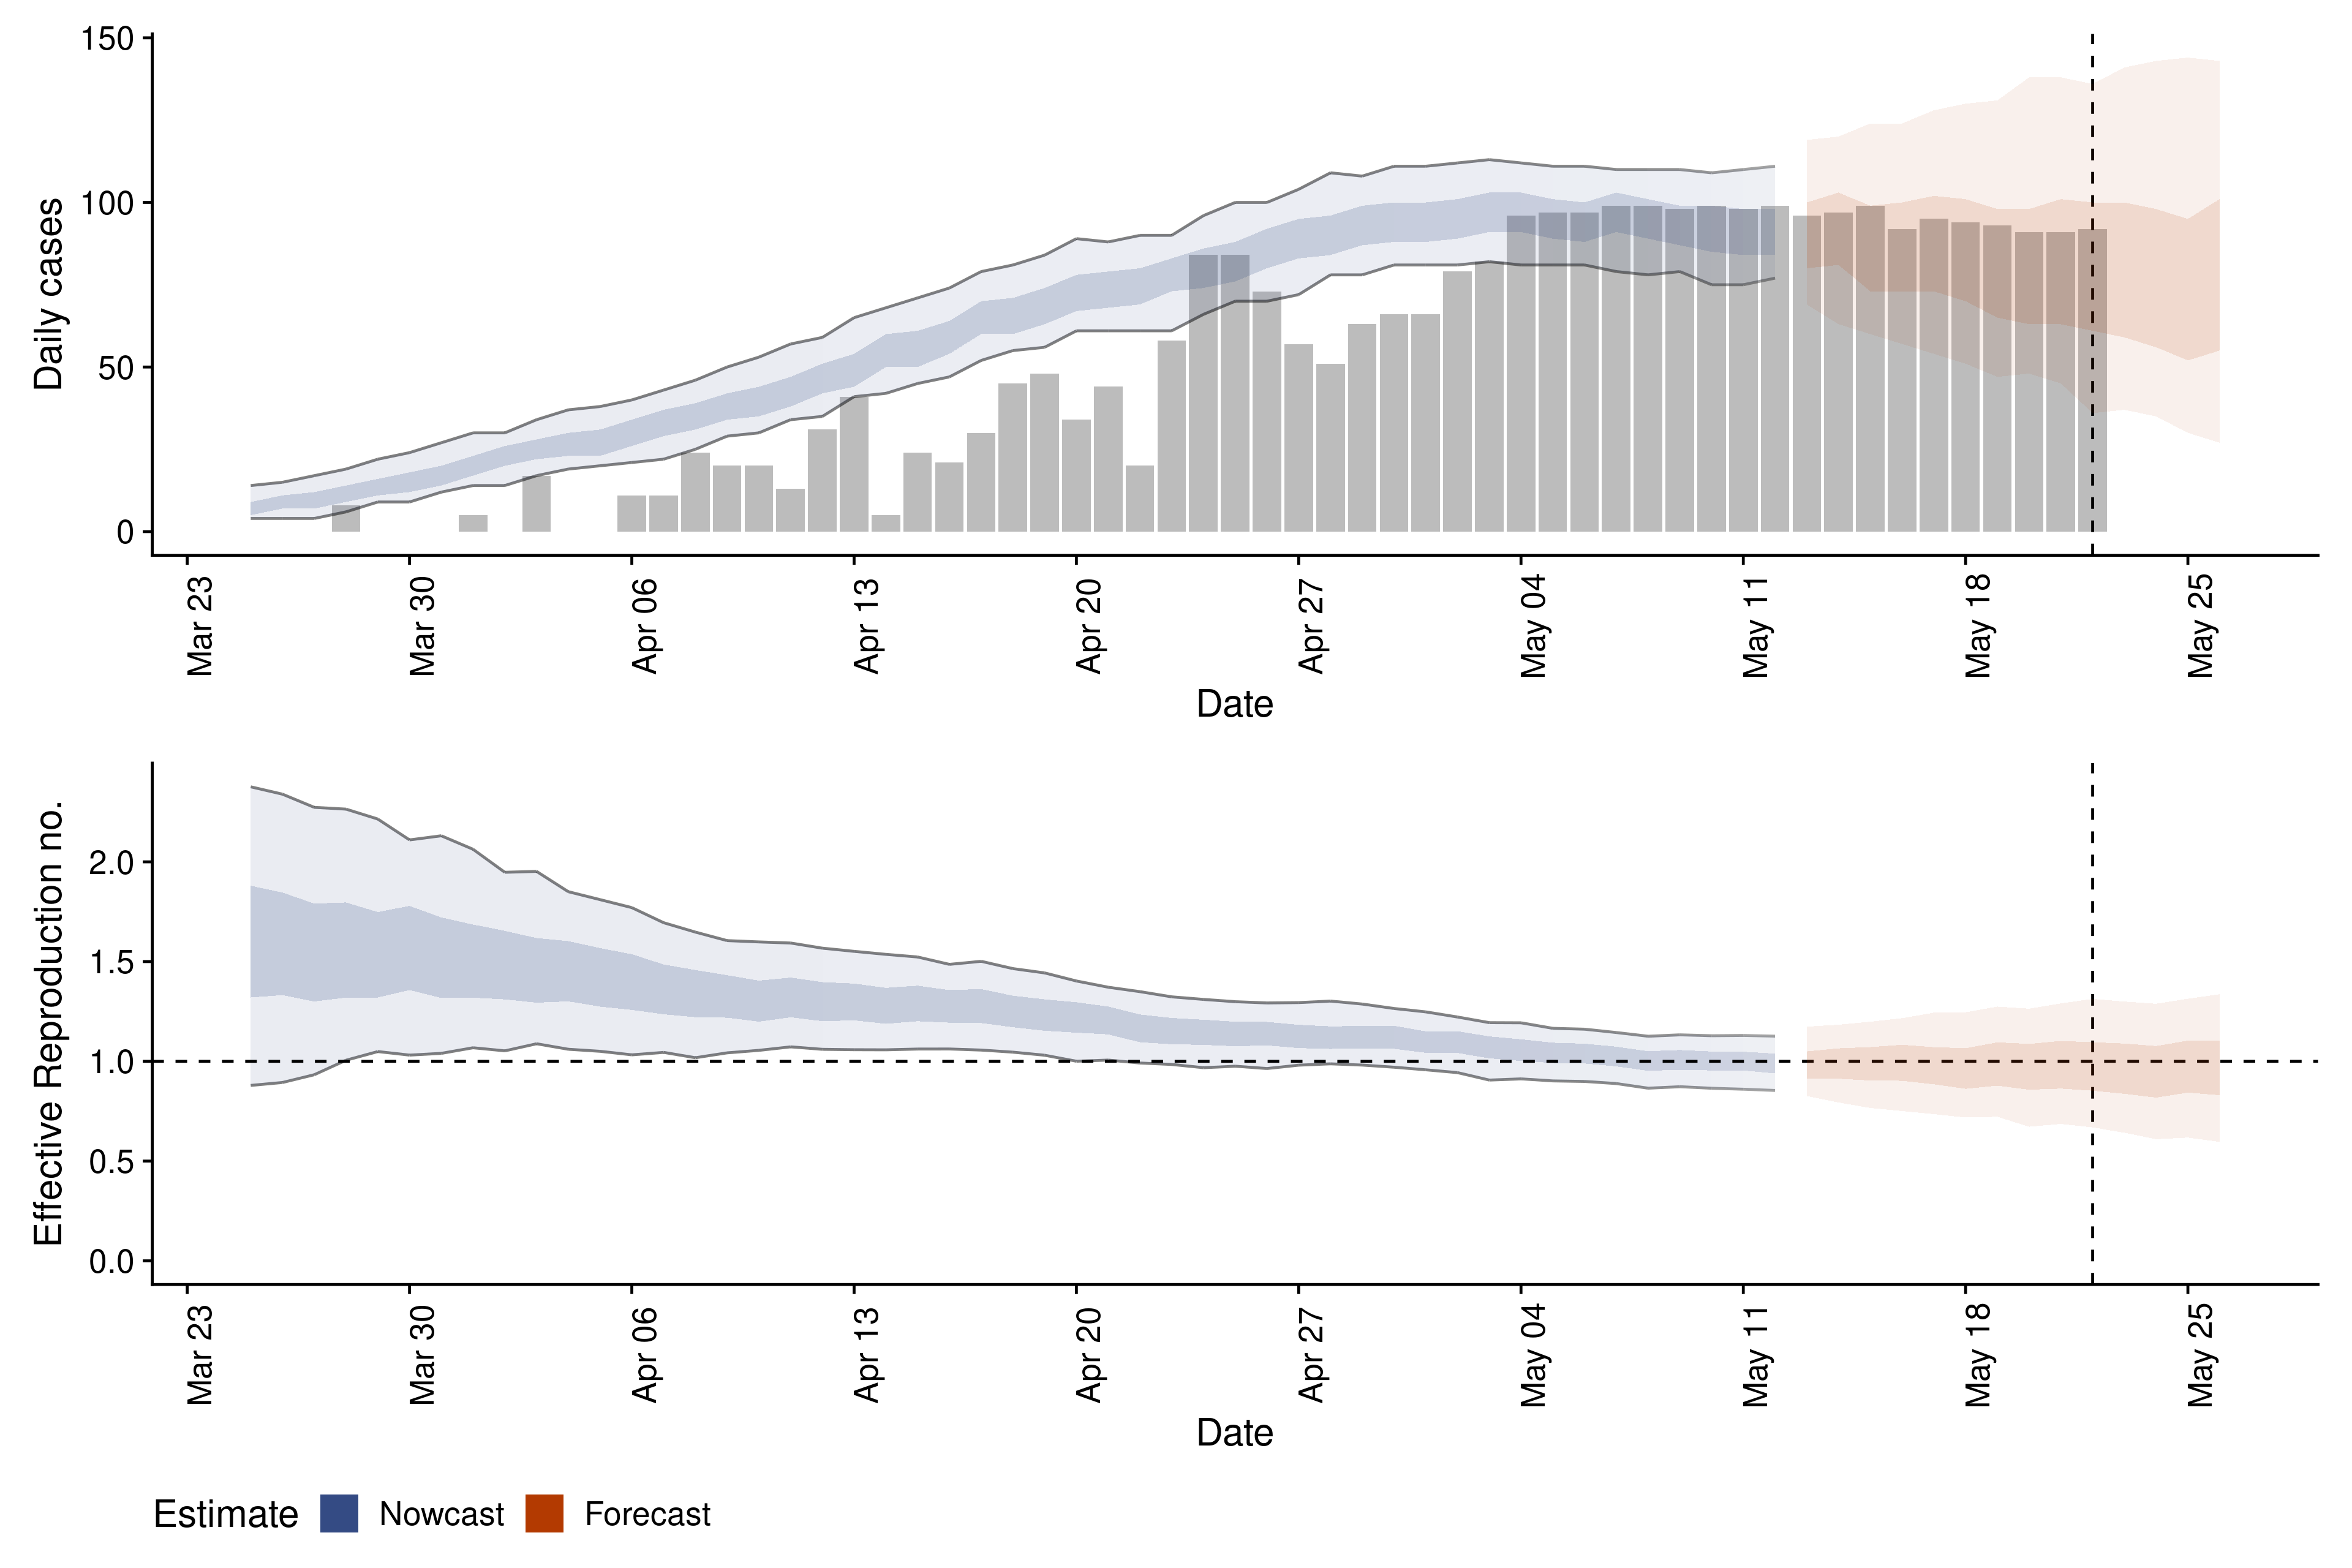 Daily cases
150
100
50
0
Mar 23
Mar 30
Apr 06
Apr 13
Apr 20
Apr 27
May 04
May 11
May 18
May 25
Date
Effective Reproduction no.
2.0
1.5
1.0
0.5
0.0
Mar 23
Mar 30
Apr 06
Apr 13
Apr 20
Apr 27
May 04
May 11
May 18
May 25
Date
Estimate Nowcast Forecast